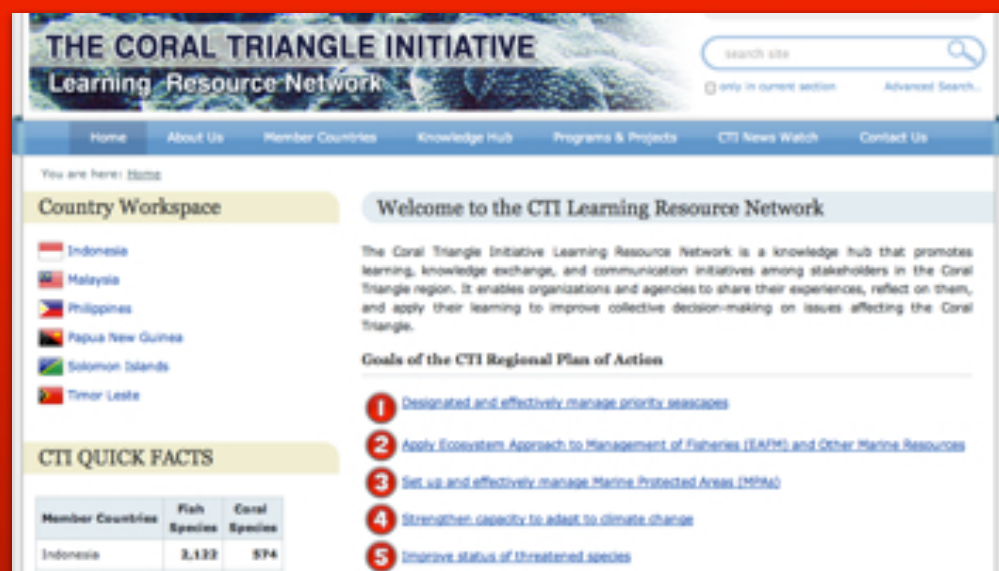 THE CORAL TRIANGLE INITIATIVE
Learning Resource Network
search site
only in current section
Advanced Search...
Home About Us Member Countries Knowledge Hub Programs & Projects CTI News Watch Contact Us
You are here: Home
Country Workspace
Indonesia
Malaysia
Philippines
Papua New Guinea
Solomon Islands
Timor Leste
CTI QUICK FACTS
Member Countries Fish Species Coral Species
Indonesia 2,122 574
Welcome to the CTI Learning Resource Network
The Coral Triangle Initiative Learning Resource Network is a knowledge hub that promotes
learning, knowledge exchange, and communication initiatives among stakeholders in the Coral
Triangle region. It enables organizations and agencies to share their experiences, reflect on them,
and apply their learning to improve collective decision-making on issues affecting the Coral
Triangle.
Goals of the CTI Regional Plan of Action
1 Designated and effectively manage priority seascapes
2 Apply Ecosystem Approach to Management of Fisheries (EAFM) and Other Marine Resources
3 Set up and effectively manage Marine Protected Areas (MPAs)
4 Strengthen capacity to adapt to climate change
5 Improve status of threatened species